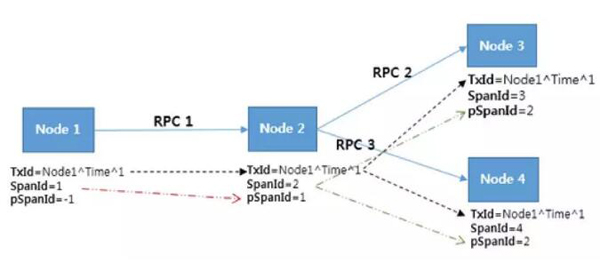 Node 3
RPC 2
TxId=Node1^Time^1
SpanId=3
pSpanId=2
Node 1
RPC 1
Node 2
RPC 3
TxId=Node1^Time^1
SpanId=1
pSpanId=-1
TxId=Node1^Time^1
SpanId=2
pSpanId=1
Node 4
TxId=Node1^Time^1
SpanId=4
pSpanId=2